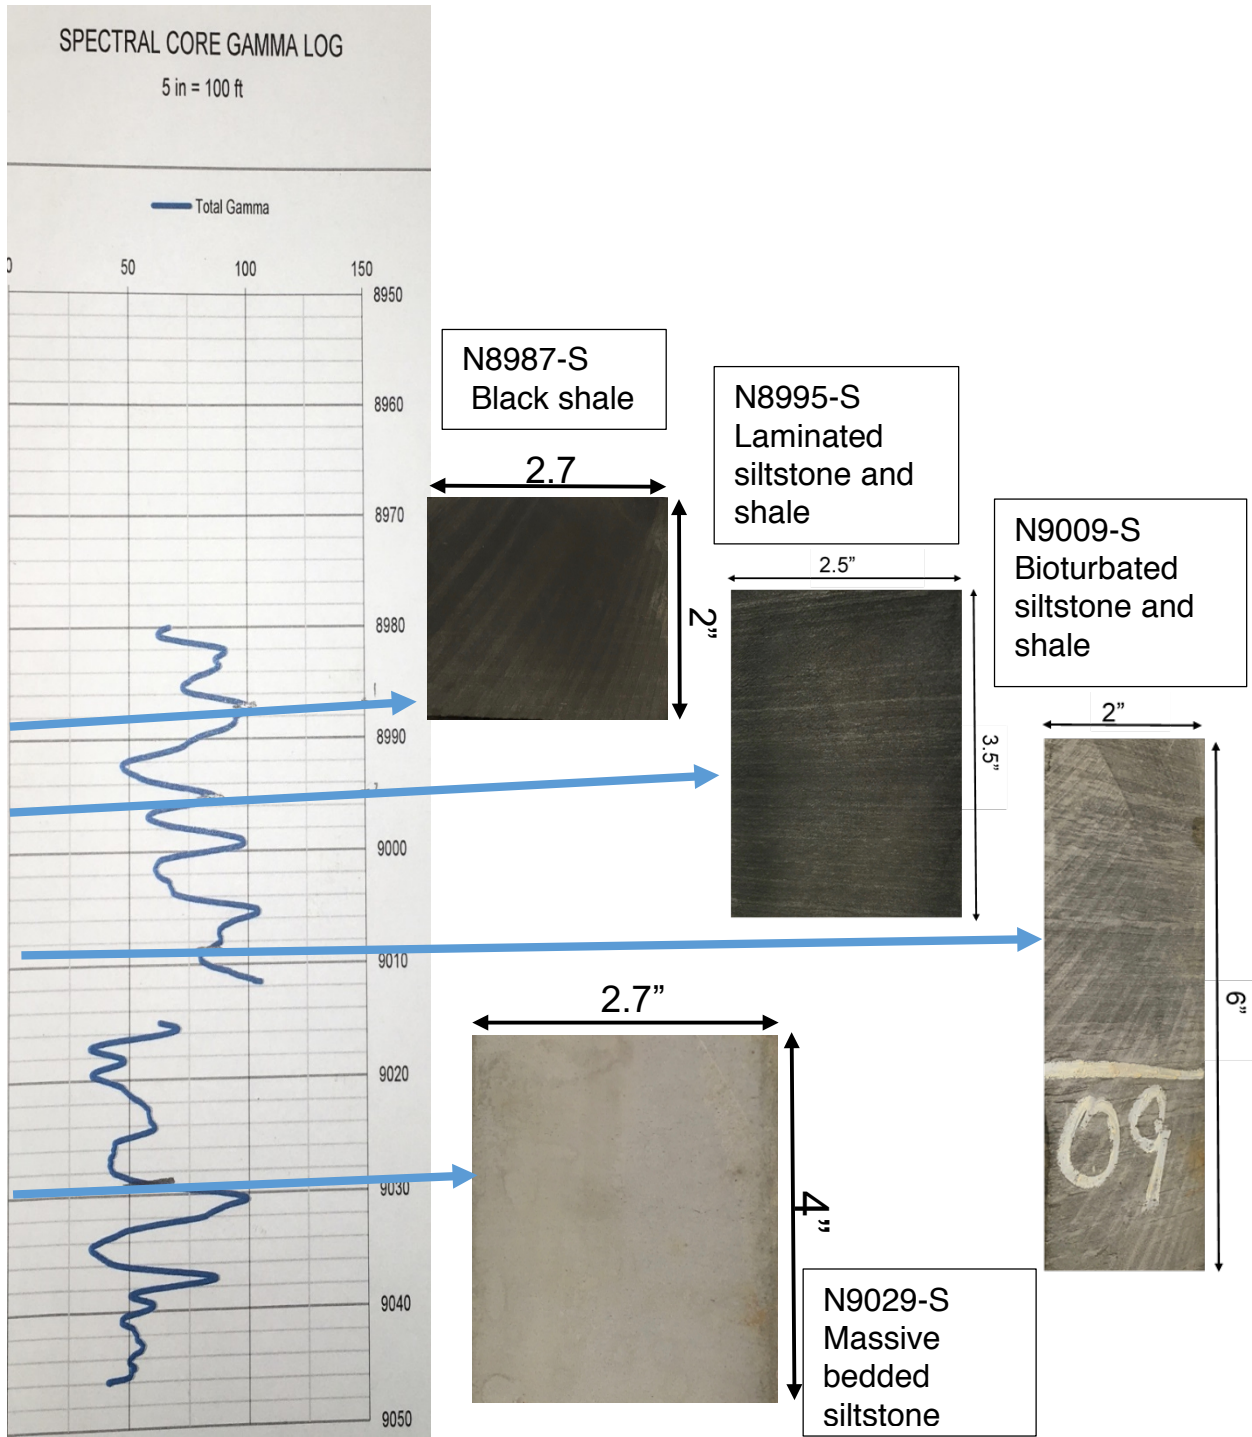 SPECTRAL CORE GAMMA LOG
5 in = 100 ft
Total Gamma
0 50 100 150
8950
8960
8970
8980
8990
9000
9010
9020
9030
9040
9050
N8987-S
Black shale
2.7
2”
N8995-S
Laminated
siltstone and
shale
2.5”
3.5”
N9009-S
Bioturbated
siltstone and
shale
2”
6”
09
2.7”
4”
N9029-S
Massive
bedded
siltstone